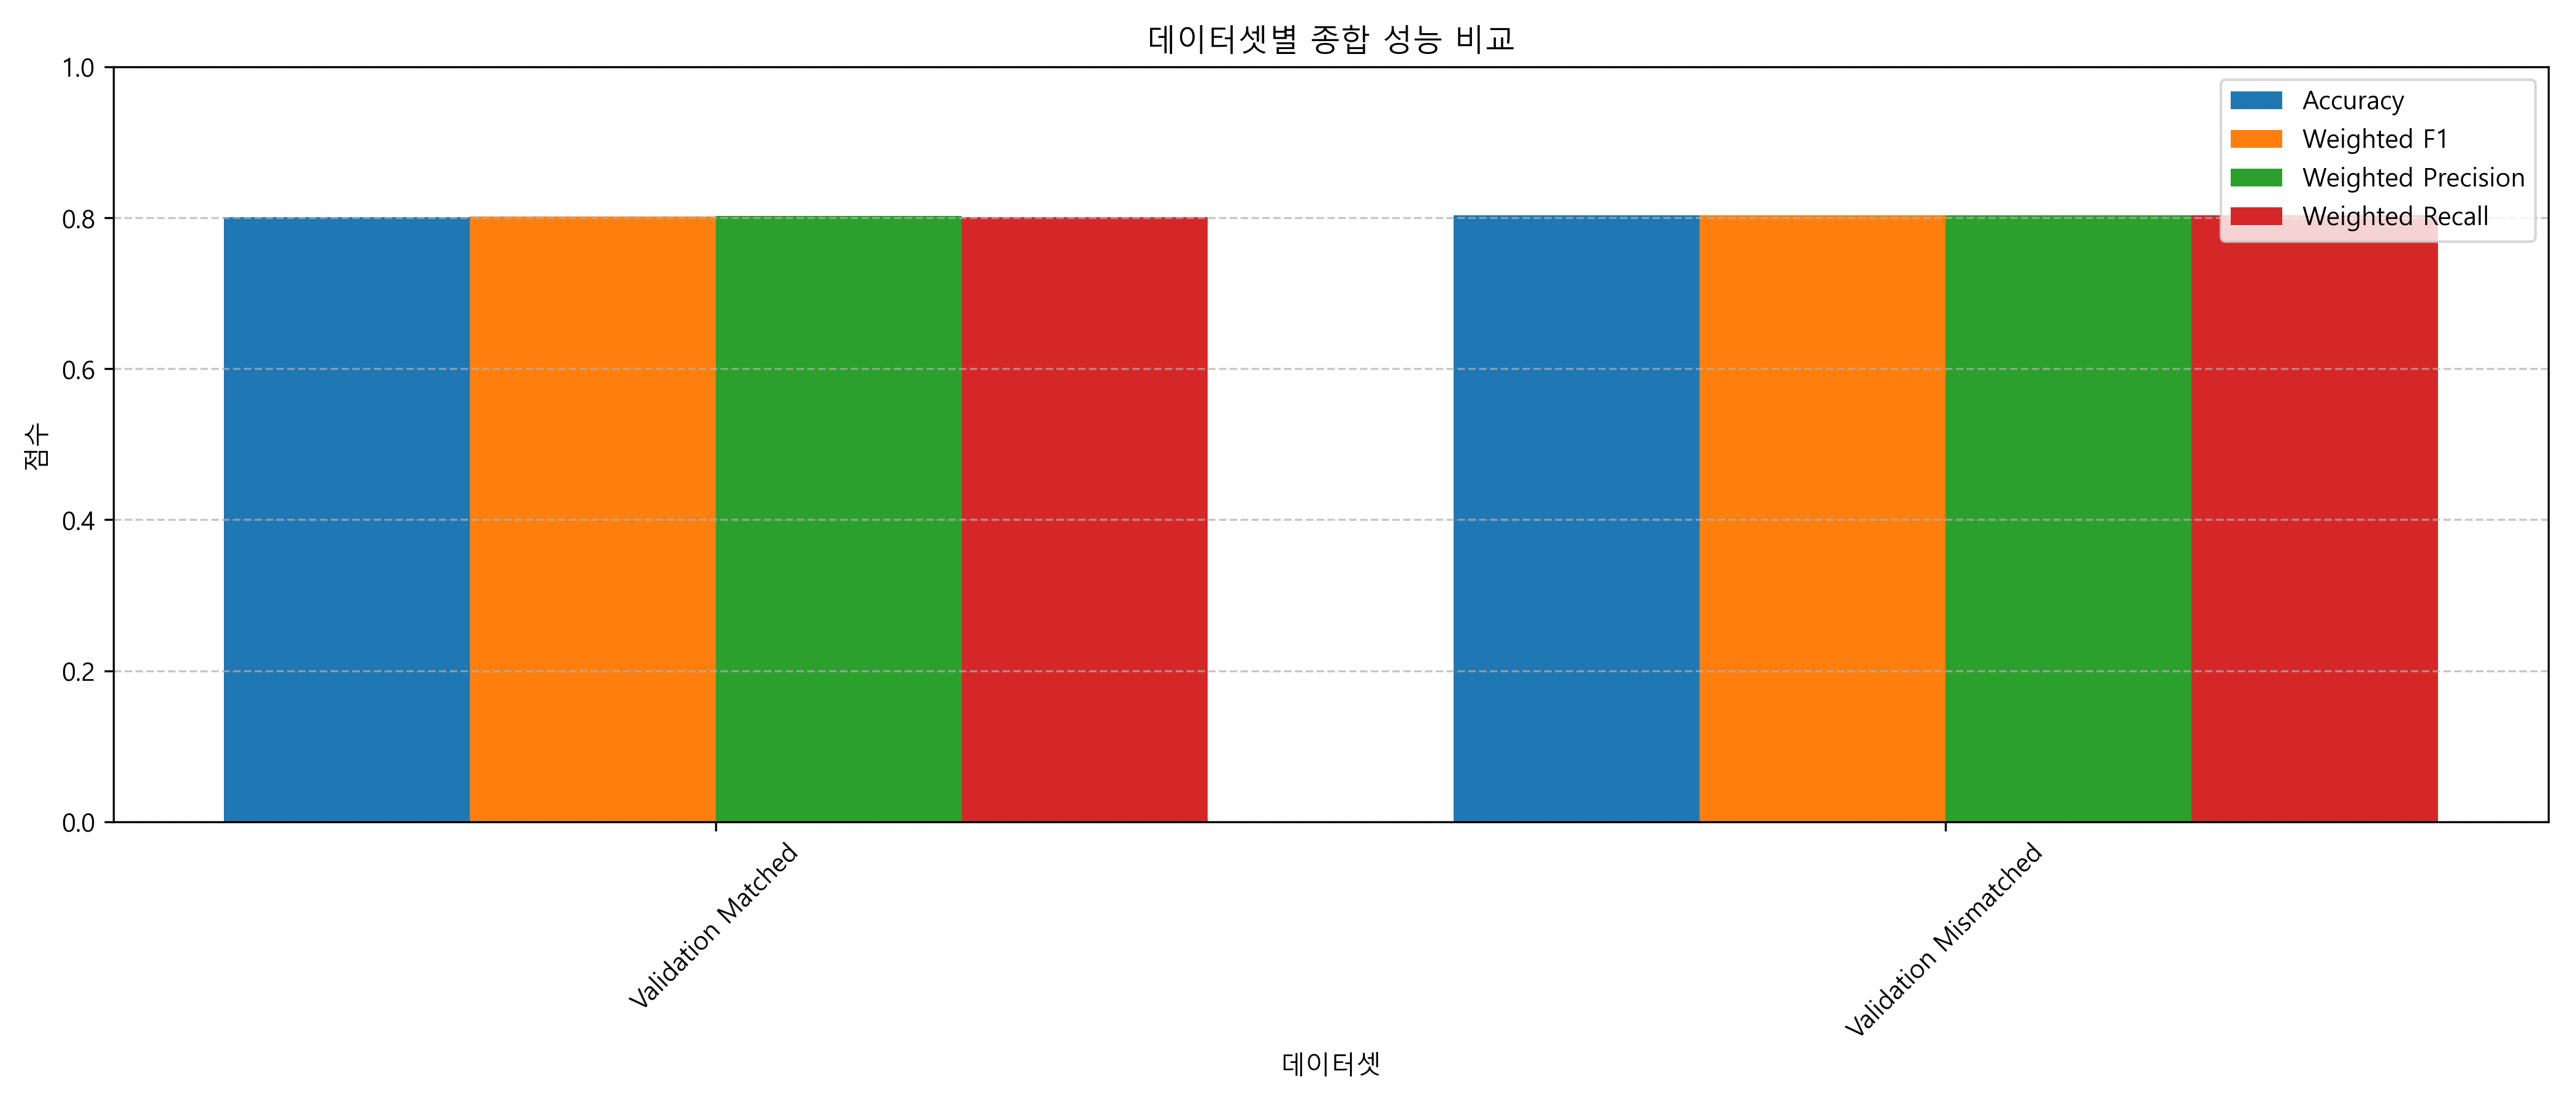 데이터셋별 종합 성능 비교
1.0
0.8
0.6
0.4
0.2
0.0
점수
Accuracy
Weighted F1
Weighted Precision
Weighted Recall
Validation Matched
Validation Mismatched
데이터셋